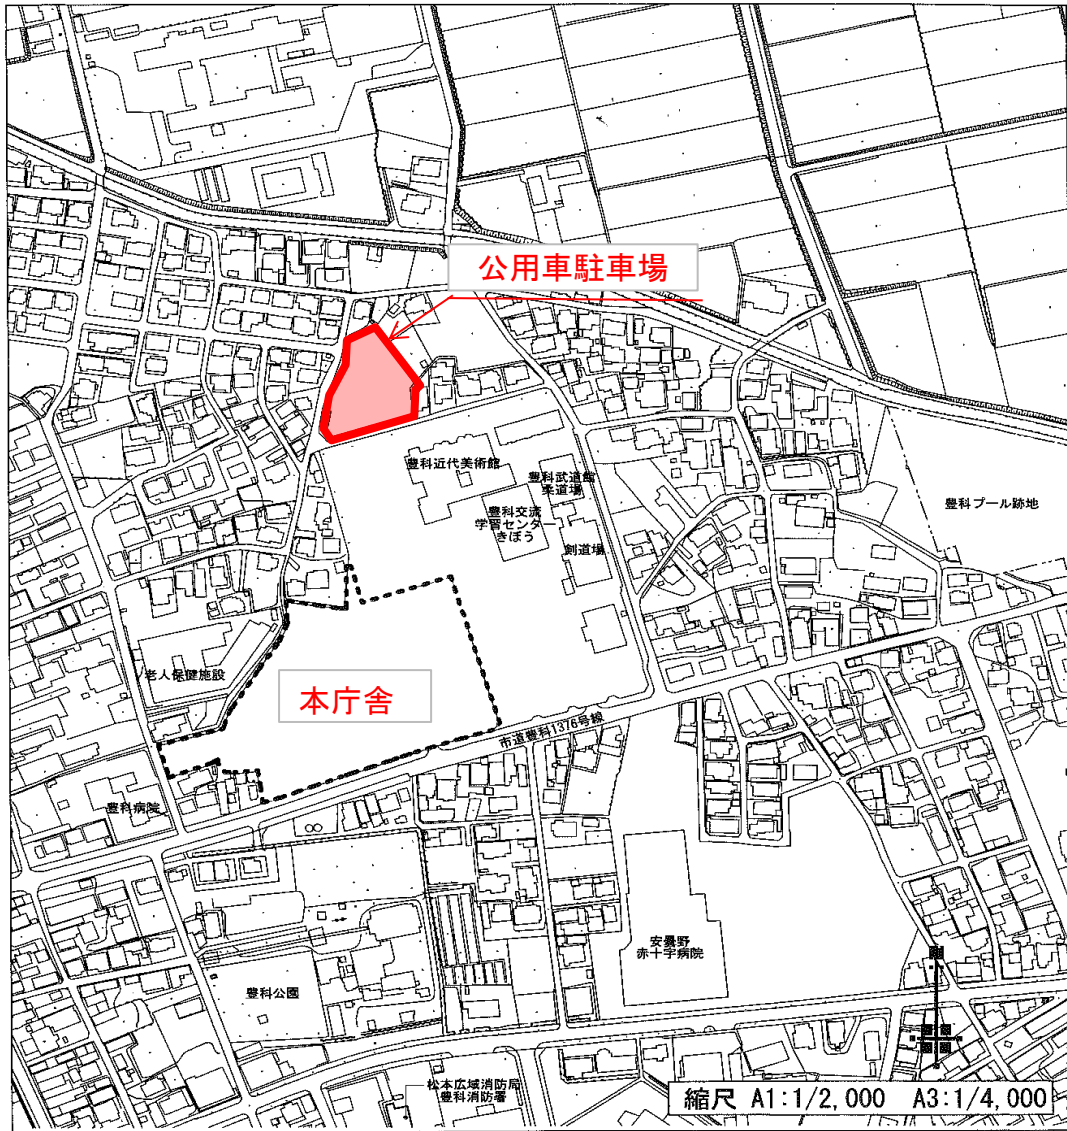 公用車駐車場
豊科近代美術館
豊科武道館
柔道場
豊科交流
学習センター
きぼう
剣道場
豊科プール跡地
老人保健施設
本庁舎
市道豊科1376号線
豊科病院
安曇野
赤十字病院
豊科公園
松本広域消防局
豊科消防署
縮尺 A1:1/2,000 A3:1/4,000